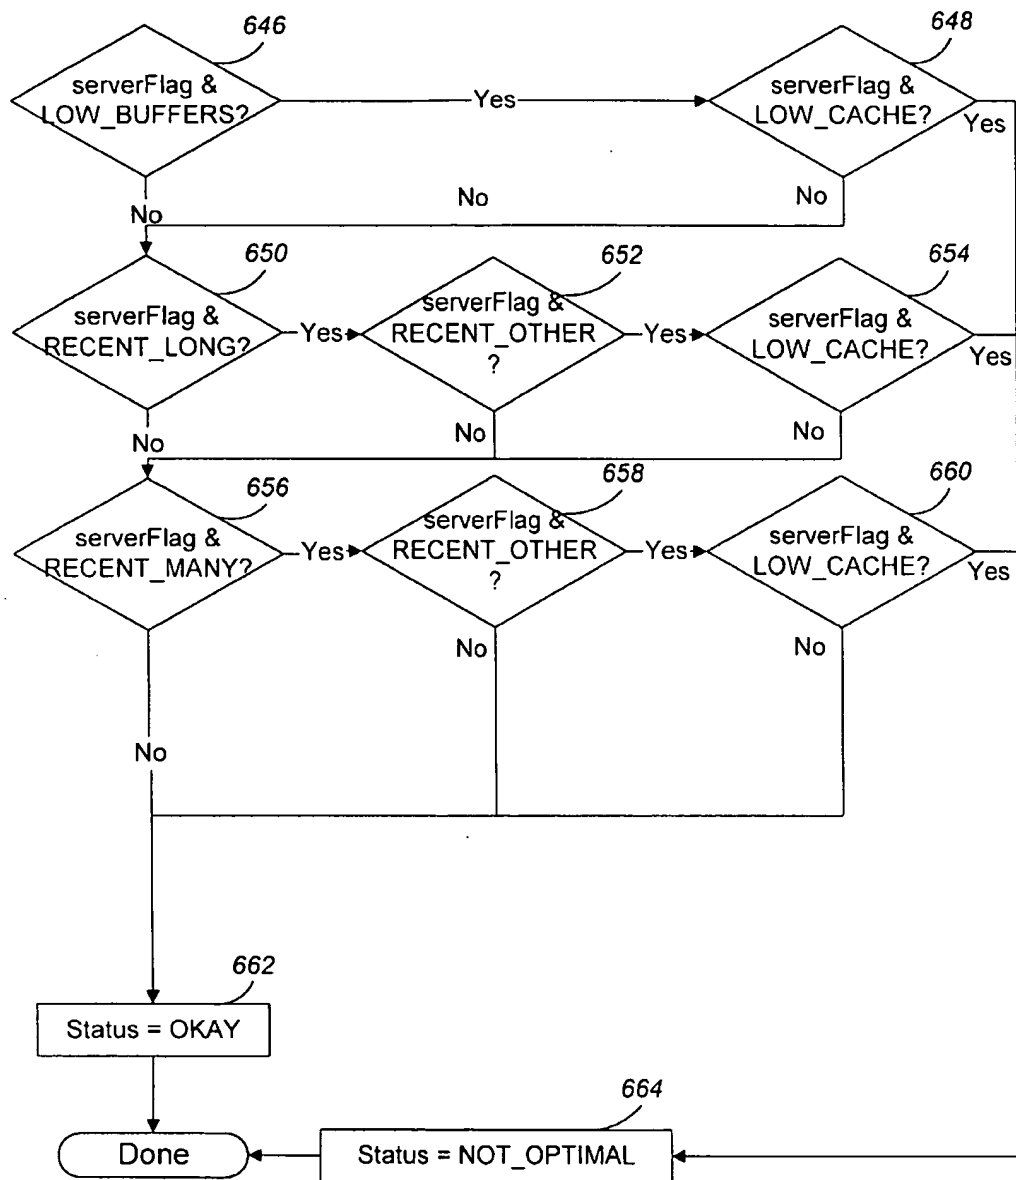 646
648
serverFlag &
LOW_BUFFERS?
Yes
serverFlag &
LOW_CACHE?
Yes
No
No
No
650
652
654
serverFlag &
RECENT_LONG?
Yes
serverFlag &
RECENT_OTHER
?
Yes
serverFlag &
LOW_CACHE?
Yes
No
No
No
656
658
660
serverFlag &
RECENT_MANY?
Yes
serverFlag &
RECENT_OTHER
?
Yes
serverFlag &
LOW_CACHE?
Yes
No
No
No
662
Status = OKAY
664
Done
Status = NOT_OPTIMAL